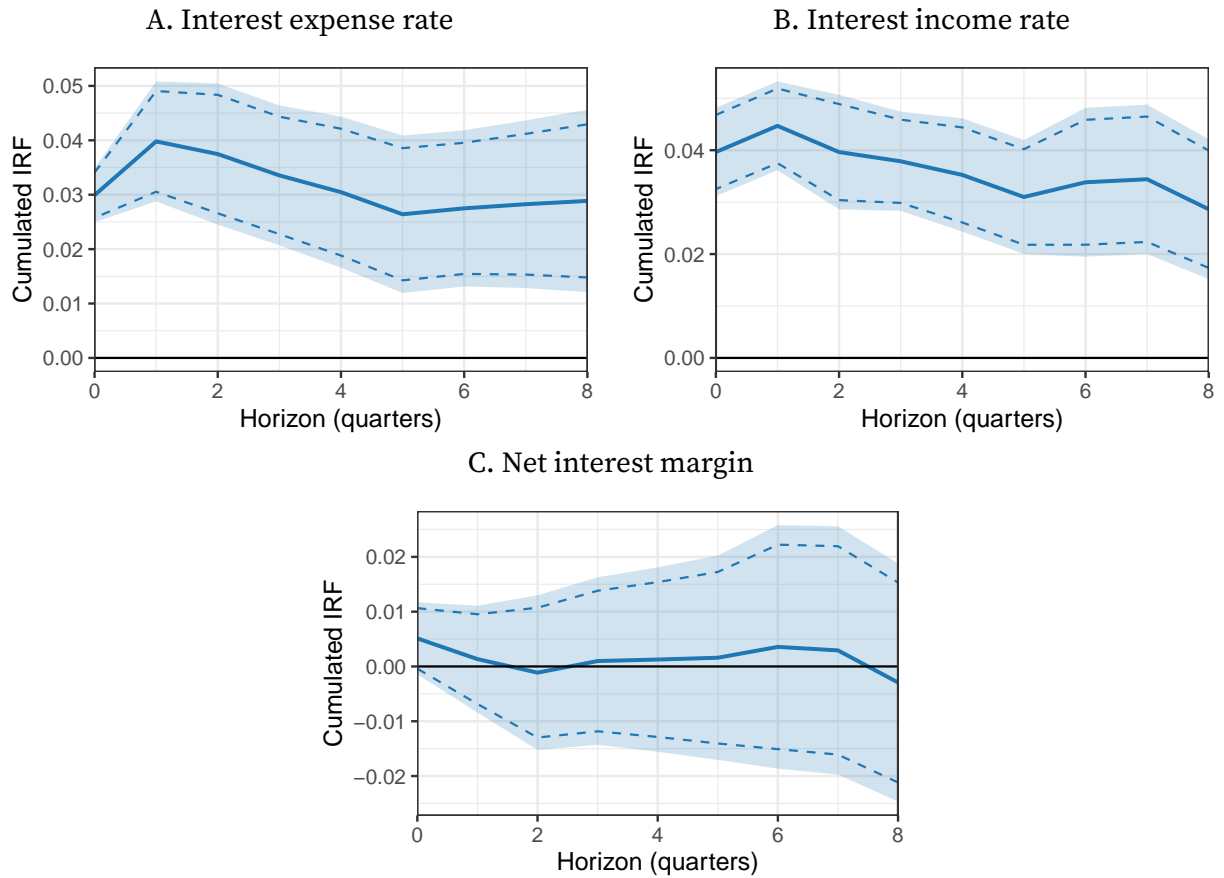 A. Interest expense rate
Cumulated IRF
0.05
0.04
0.03
0.02
0.01
0.00
0 2 4 6 8
Horizon (quarters)
B. Interest income rate
Cumulated IRF
0.04
0.02
0.00
0 2 4 6 8
Horizon (quarters)
C. Net interest margin
Cumulated IRF
0.02
0.01
0.00
−0.01
−0.02
0 2 4 6 8
Horizon (quarters)